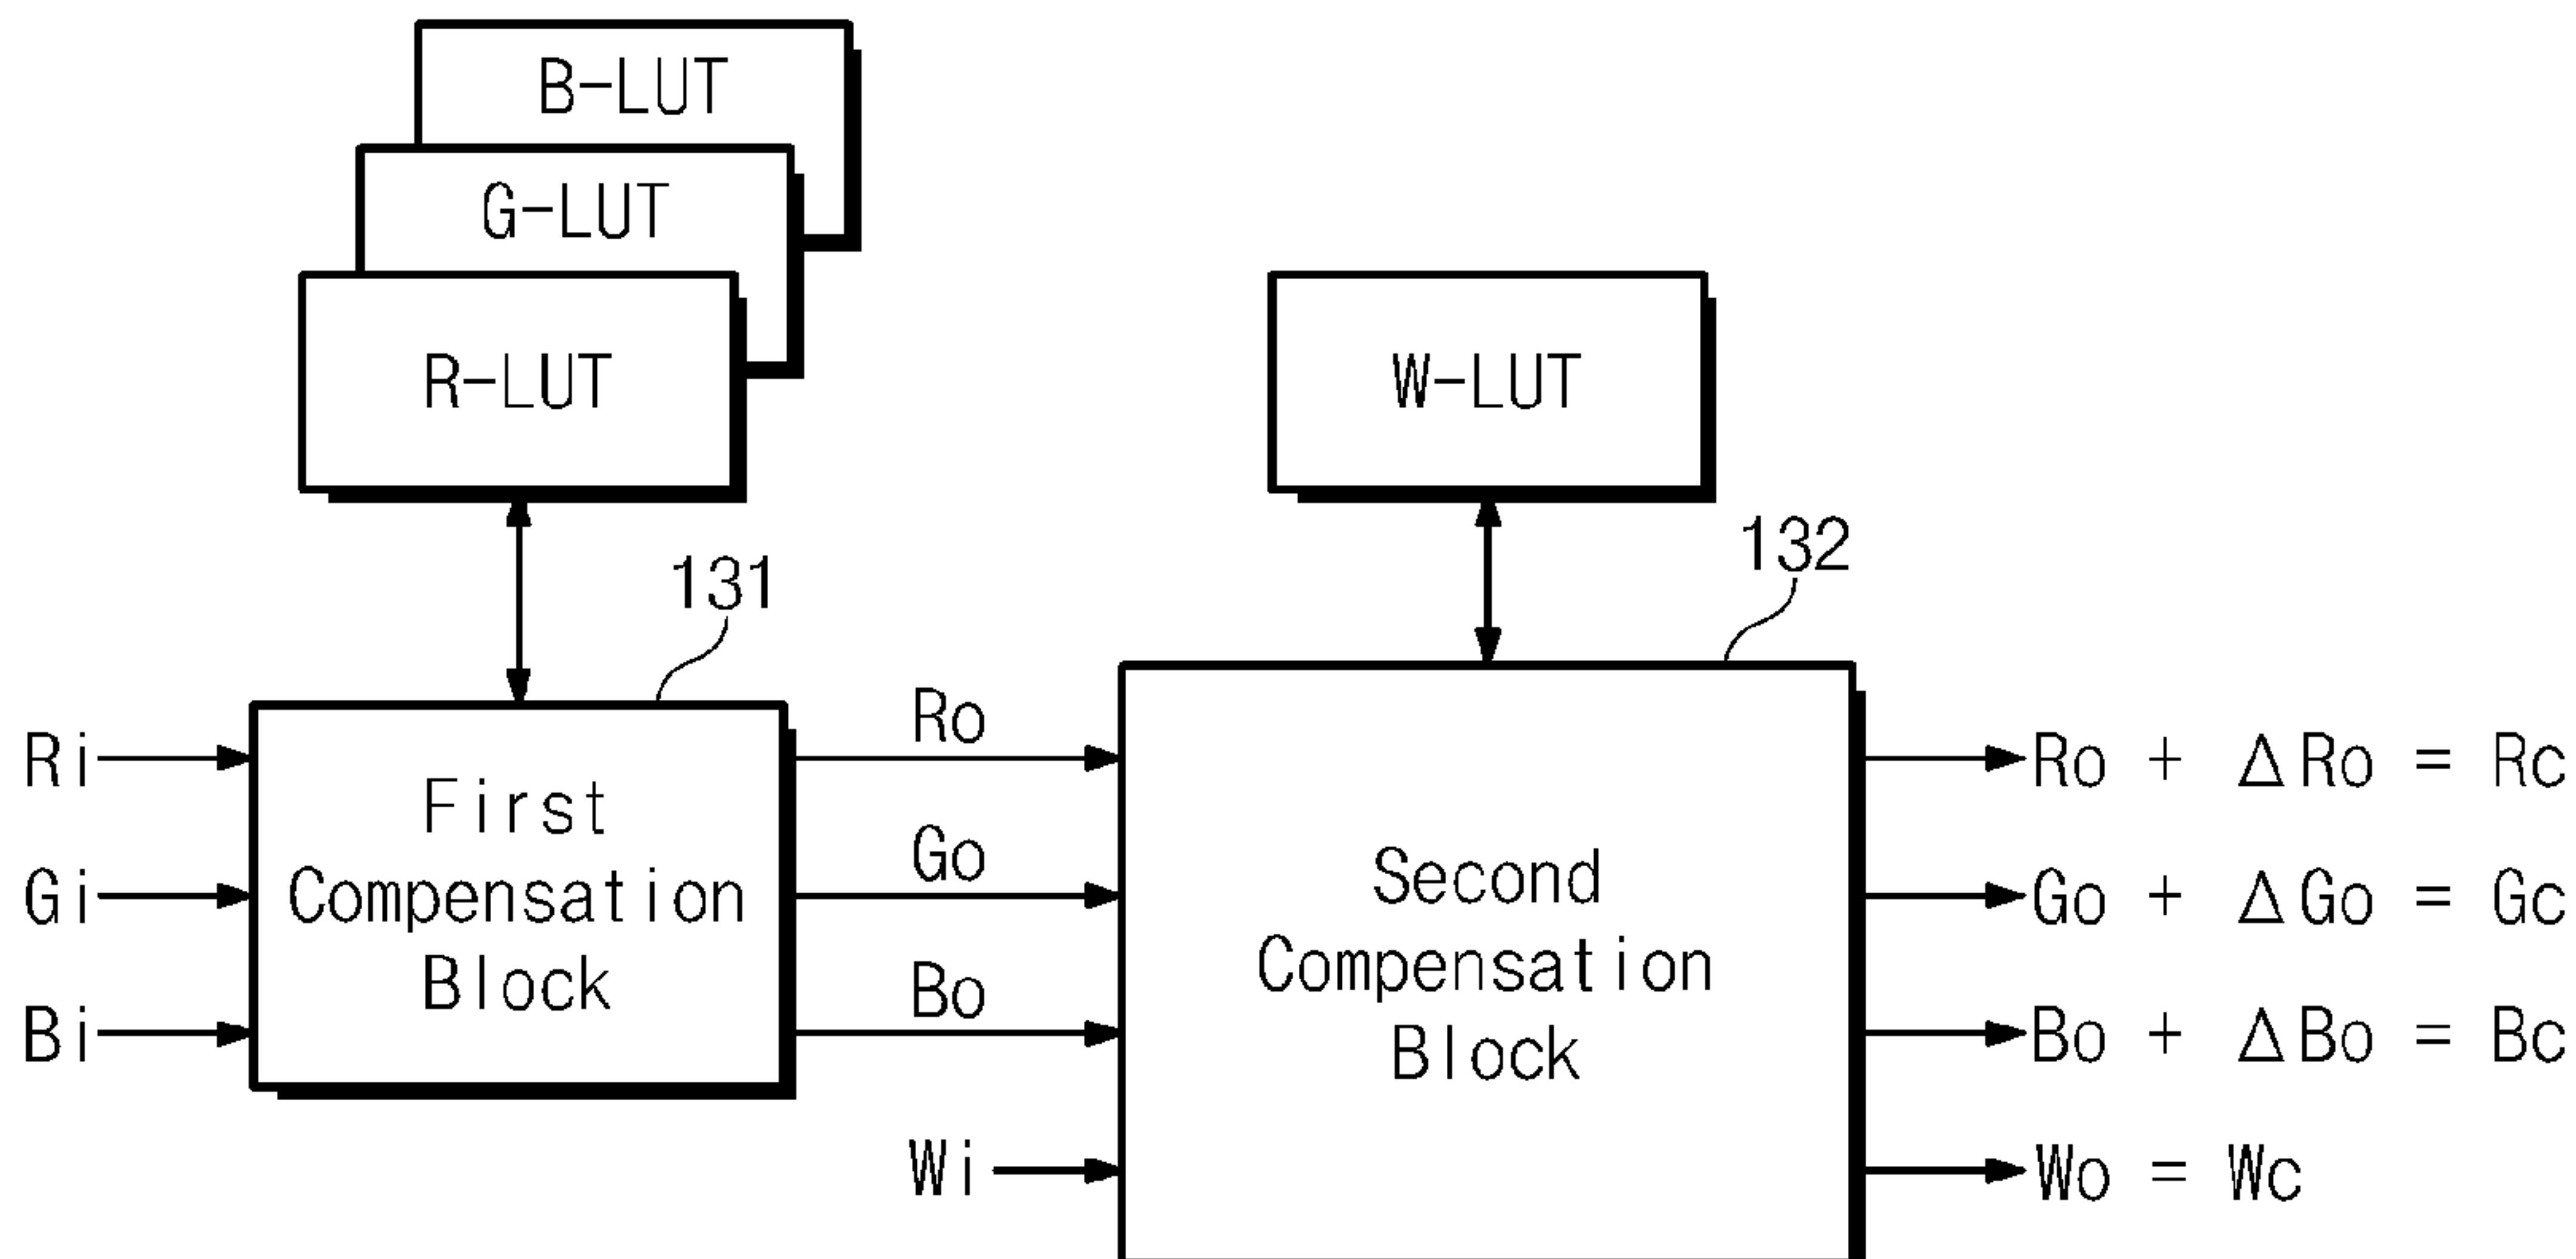 B-LUT
G-LUT
R-LUT
W-LUT
131
132
Ri
Gi
Bi
First
Compensation
Block
Ro
Go
Bo
Wi
Second
Compensation
Block
Ro + ΔRo = Rc
Go + ΔGo = Gc
Bo + ΔBo = Bc
Wo = Wc